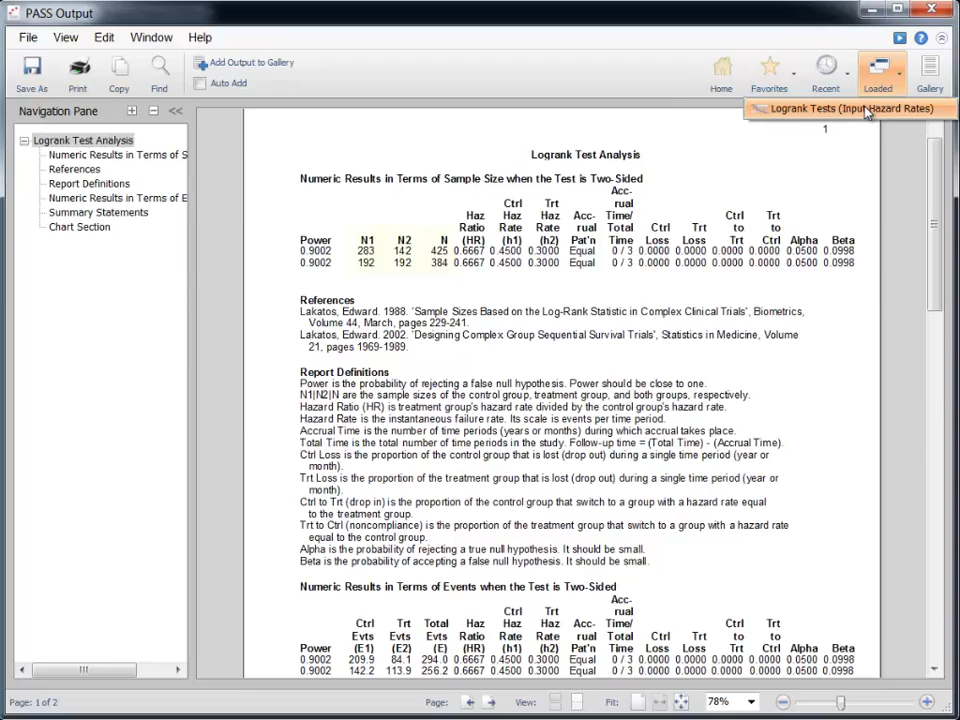 PASS Output
File View Edit Window Help
Save As Print Copy Find Add Output to Gallery Auto Add Home Favorites Recent Loaded Gallery
Navigation Pane
Logrank Tests (Input Hazard Rates)
Logrank Test Analysis
Numeric Results in Terms of S
References
Report Definitions
Numeric Results in Terms of E
Summary Statements
Chart Section
1
Logrank Test Analysis
Numeric Results in Terms of Sample Size when the Test is Two-Sided
Acc-
Ctrl Trt rual
Haz Haz Haz Acc- Time/ Ctrl Trt
Ratio Rate Rate rual Total Ctrl Trt to to
Power N1 N2 N (HR) (h1) (h2) Pat'n Time Loss Loss Trt Ctrl Alpha Beta
0.9002 283 142 425 0.6667 0.4500 0.3000 Equal 0 / 3 0.0000 0.0000 0.0000 0.0000 0.0500 0.0998
0.9002 192 192 384 0.6667 0.4500 0.3000 Equal 0 / 3 0.0000 0.0000 0.0000 0.0000 0.0500 0.0998
References
Lakatos, Edward. 1988. 'Sample Sizes Based on the Log-Rank Statistic in Complex Clinical Trials', Biometrics,
Volume 44, March, pages 229-241.
Lakatos, Edward. 2002. 'Designing Complex Group Sequential Survival Trials', Statistics in Medicine, Volume
21, pages 1969-1989.
Report Definitions
Power is the probability of rejecting a false null hypothesis. Power should be close to one.
N1|N2|N are the sample sizes of the control group, treatment group, and both groups, respectively.
Hazard Ratio (HR) is treatment group's hazard rate divided by the control group's hazard rate.
Hazard Rate is the instantaneous failure rate. Its scale is events per time period.
Accrual Time is the number of time periods (years or months) during which accrual takes place.
Total Time is the total number of time periods in the study. Follow-up time = (Total Time) - (Accrual Time).
Ctrl Loss is the proportion of the control group that is lost (drop out) during a single time period (year or
month).
Trt Loss is the proportion of the treatment group that is lost (drop out) during a single time period (year or
month).
Ctrl to Trt (drop in) is the proportion of the control group that switch to a group with a hazard rate equal
to the treatment group.
Trt to Ctrl (noncompliance) is the proportion of the treatment group that switch to a group with a hazard rate
equal to the control group.
Alpha is the probability of rejecting a true null hypothesis. It should be small.
Beta is the probability of accepting a false null hypothesis. It should be small.
Numeric Results in Terms of Events when the Test is Two-Sided
Acc-
Ctrl Trt rual
Ctrl Trt Total Haz Haz Haz Acc- Time/ Ctrl Trt
Evts Evts Evts Ratio Rate Rate rual Total Ctrl Trt to to
Power (E1) (E2) (E) (HR) (h1) (h2) Pat'n Time Loss Loss Trt Ctrl Alpha Beta
0.9002 209.9 84.1 294.0 0.6667 0.4500 0.3000 Equal 0 / 3 0.0000 0.0000 0.0000 0.0000 0.0500 0.0998
0.9002 142.2 113.9 256.2 0.6667 0.4500 0.3000 Equal 0 / 3 0.0000 0.0000 0.0000 0.0000 0.0500 0.0998
Page: 1 of 2 Page: View: Fit: 78%